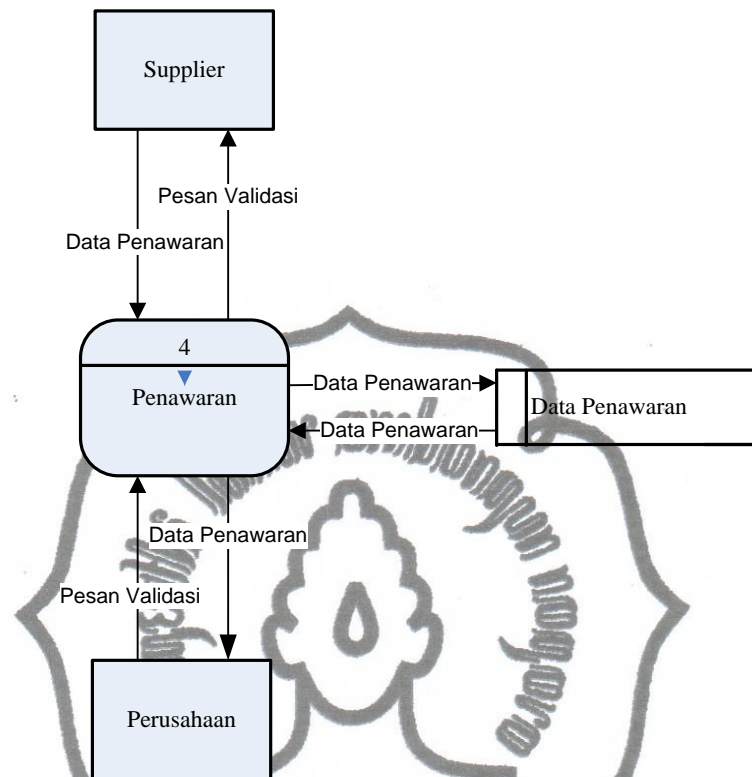 Supplier
Pesan Validasi
Data Penawaran
4
Penawaran
Data Penawaran
Data Penawaran
Data Penawaran
Data Penawaran
Pesan Validasi
Perusahaan